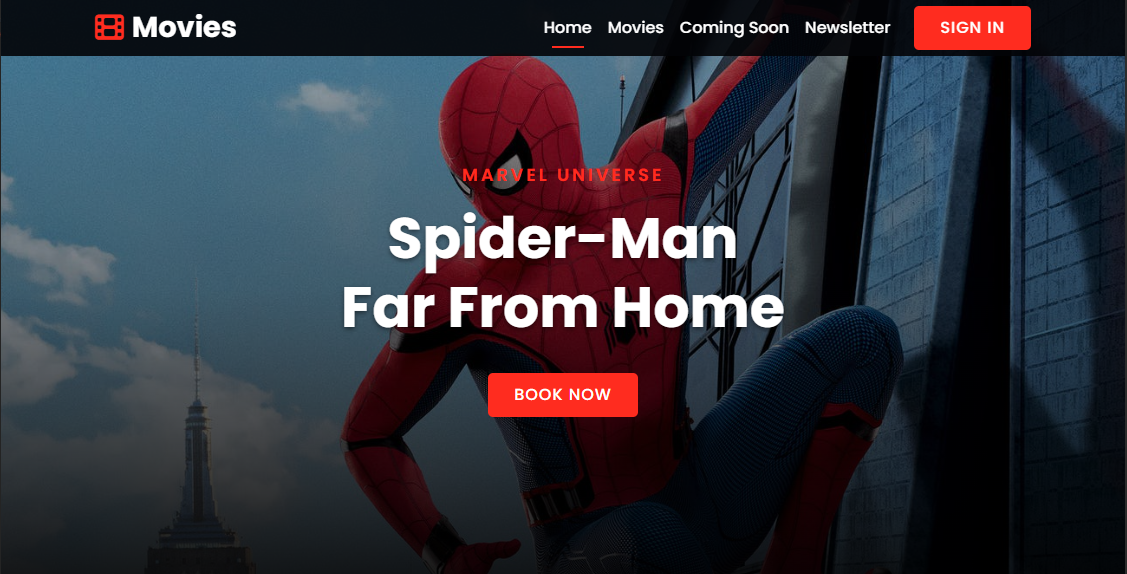 Movies
Home Movies Coming Soon Newsletter SIGN IN
MARVEL UNIVERSE
Spider-Man
Far From Home
BOOK NOW